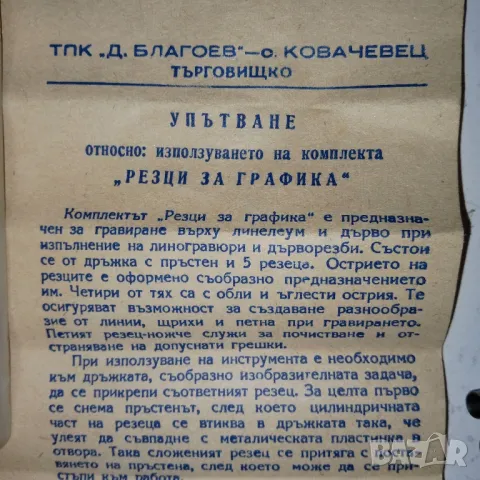 ТПК „Д. БЛАГОЕВ"—с. КОВАЧЕВЕЦ
ТЪРГОВИЩКО
УПЪТВАНЕ
относно: използуването на комплекта
„РЕЗЦИ ЗА ГРАФИКА"
Комплектът „Резци за графика" е предназна-
чен за гравиране върху линелеум и дърво при
изпълнение на линогравюри и дърворезби. Състои
се от дръжка с пръстен и 5 резеца. Острието на
резците е оформено съобразно предназначението
им. Четири от тях са с обли и ъглести острия. Те
осигуряват възможност за създаване разнообра-
зие от линии, щрихи и петна при гравирането.
Петият резец-ножче служи за почистване и от-
страняване на допуснати грешки.
При използуване на инструмента е необходимо
към дръжката, съобразно изобразителната задача,
да се прикрепи съответният резец. За целта първо
се снема пръстенът, след което цилиндричната
част на резеца се втиква в дръжката така, че
улеят да съвпадне с металическата пластинка в
отвора. Така сложеният резец се притяга с поста-
вянето на пръстена, след което може да се при-
стъпи към работа.
bazar.bg